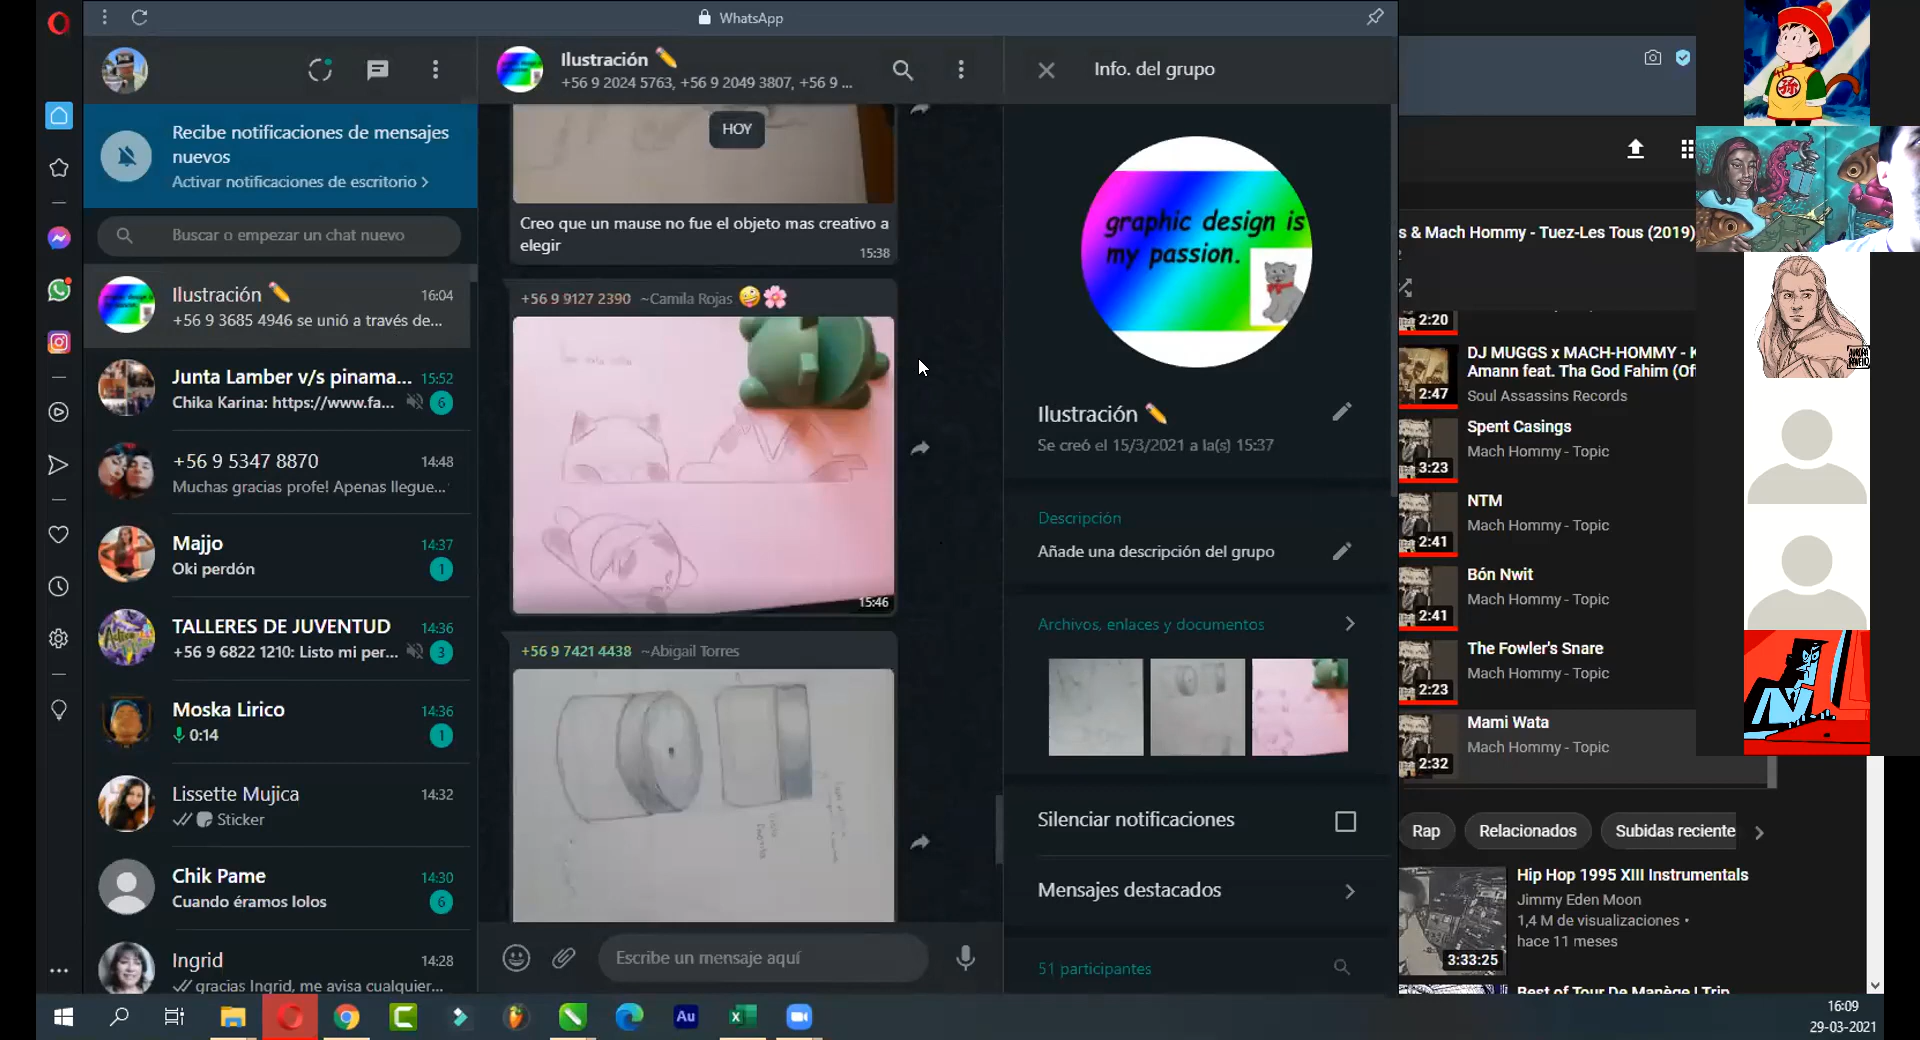 WhatsApp
Recibe notificaciones de mensajes
nuevos
Activar notificaciones de escritorio >
Buscar o empezar un chat nuevo
Ilustración ✏️ 16:04
+56 9 3685 4946 se unió a través de...
Junta Lamber v/s pinama... 15:52
Chika Karina: https://www.fa... 6
+56 9 5347 8870 14:48
Muchas gracias profe! Apenas llegue...
Majjo 14:37
Oki perdón 1
TALLERES DE JUVENTUD 14:36
+56 9 6822 1210: Listo mi per... 3
Moska Lirico 14:36
0:14 1
Lissette Mujica 14:32
Sticker
Chik Pame 14:30
Cuando éramos lolos 6
Ingrid 14:28
gracias Ingrid, me avisa cualquier...
Ilustración ✏️
+56 9 2024 5763, +56 9 2049 3807, +56 9 ...
HOY
Creo que un mause no fue el objeto mas creativo a
elegir
15:38
+56 9 9127 2390 ~Camila Rojas 🤪🌸
15:46
+56 9 7421 4438 ~Abigail Torres
Escribe un mensaje aquí
Info. del grupo
graphic design is
my passion.
Ilustración ✏️
Se creó el 15/3/2021 a la(s) 15:37
Descripción
Añade una descripción del grupo
Archivos, enlaces y documentos
Silenciar notificaciones
Mensajes destacados
51 participantes
s & Mach Hommy - Tuez-Les Tous (2019)
2:20
DJ MUGGS x MACH-HOMMY - K
Amann feat. Tha God Fahim (Of
Soul Assassins Records
2:47
Spent Casings
Mach Hommy - Topic
3:23
NTM
Mach Hommy - Topic
2:41
Bón Nwit
Mach Hommy - Topic
2:41
The Fowler's Snare
Mach Hommy - Topic
2:23
Mami Wata
Mach Hommy - Topic
2:32
Rap Relacionados Subidas reciente
Hip Hop 1995 XIII Instrumentals
Jimmy Eden Moon
1,4 M de visualizaciones •
hace 11 meses
3:33:25
Best of Tour De Manège | Trip
Au
16:09
29-03-2021